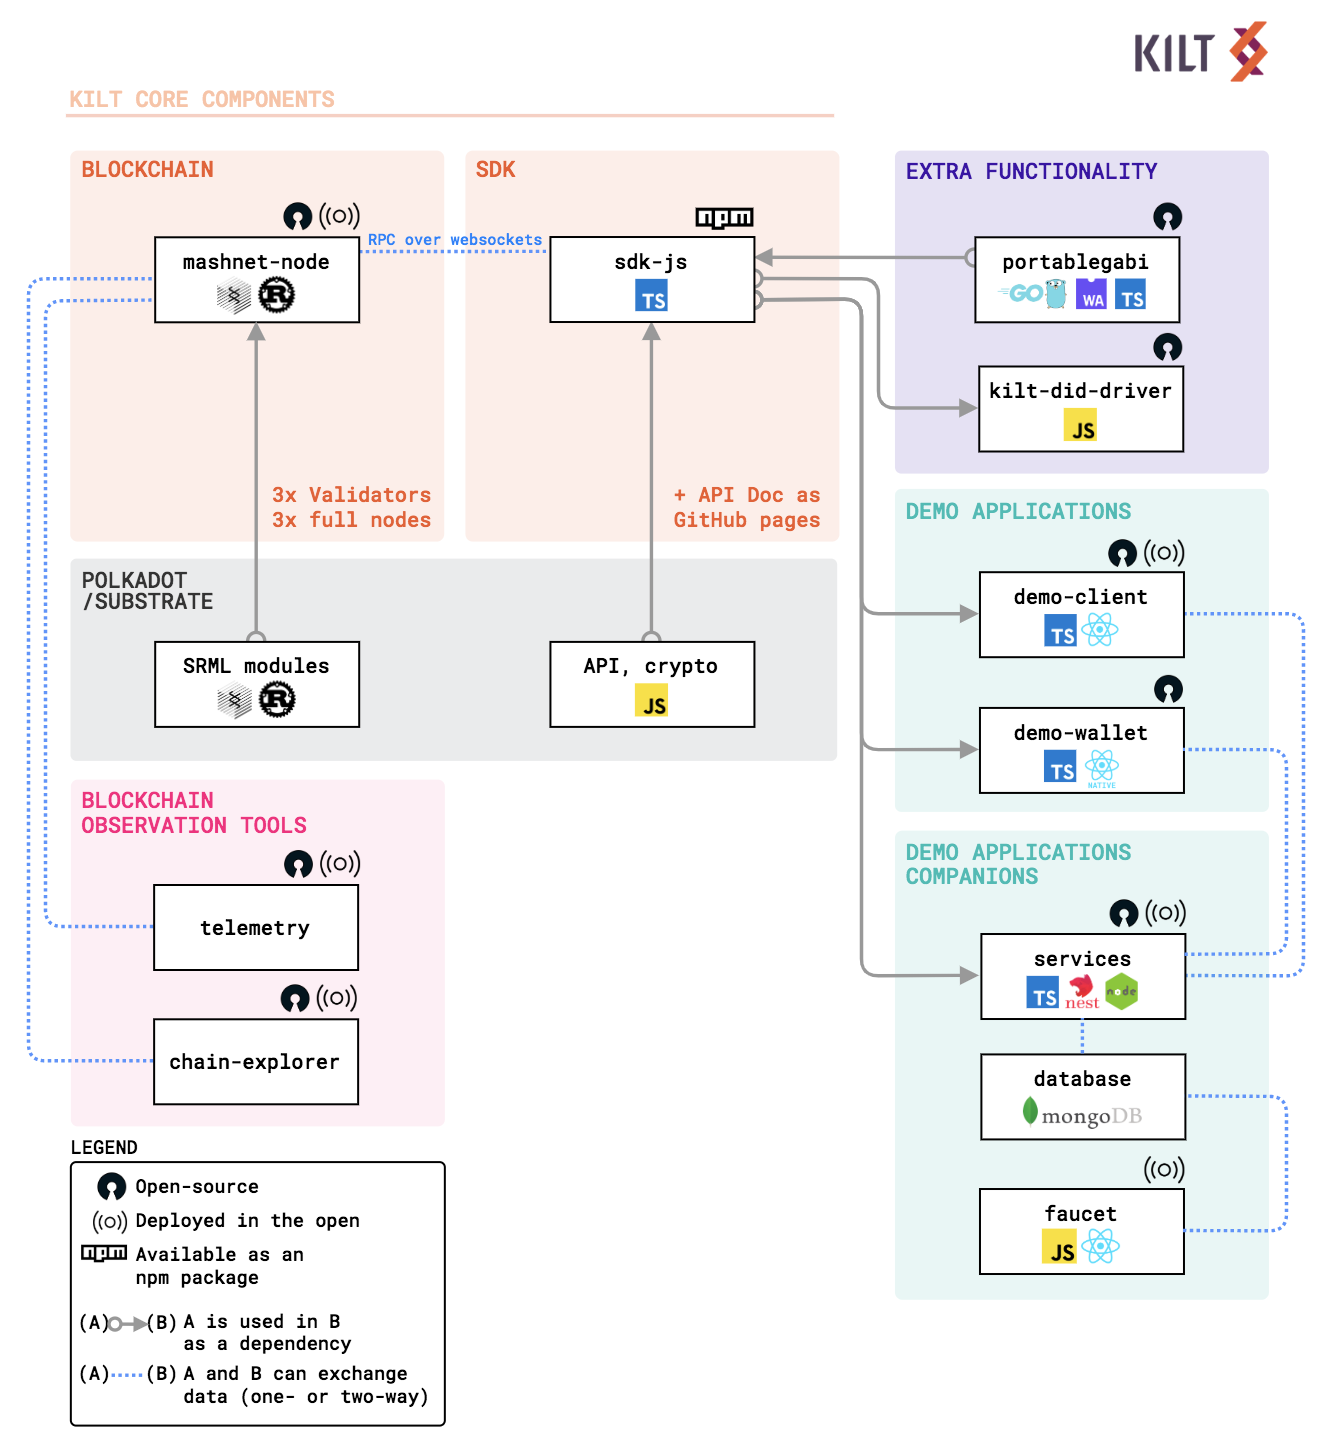 KILT
KILT CORE COMPONENTS
BLOCKCHAIN
mashnet-node
R
3x Validators
3x full nodes
RPC over websockets
SDK
npm
sdk-js
TS
+ API Doc as
GitHub pages
EXTRA FUNCTIONALITY
portablegabi
GO
WA
TS
kilt-did-driver
JS
POLKADOT
/SUBSTRATE
SRML modules
R
API, crypto
JS
DEMO APPLICATIONS
demo-client
TS
demo-wallet
TS
NATIVE
BLOCKCHAIN
OBSERVATION TOOLS
telemetry
chain-explorer
DEMO APPLICATIONS
COMPANIONS
services
TS
nest
node
database
mongoDB
faucet
JS
LEGEND
Open-source
Deployed in the open
npm
Available as an
npm package
(A) (B) A is used in B
as a dependency
(A) (B) A and B can exchange
data (one- or two-way)